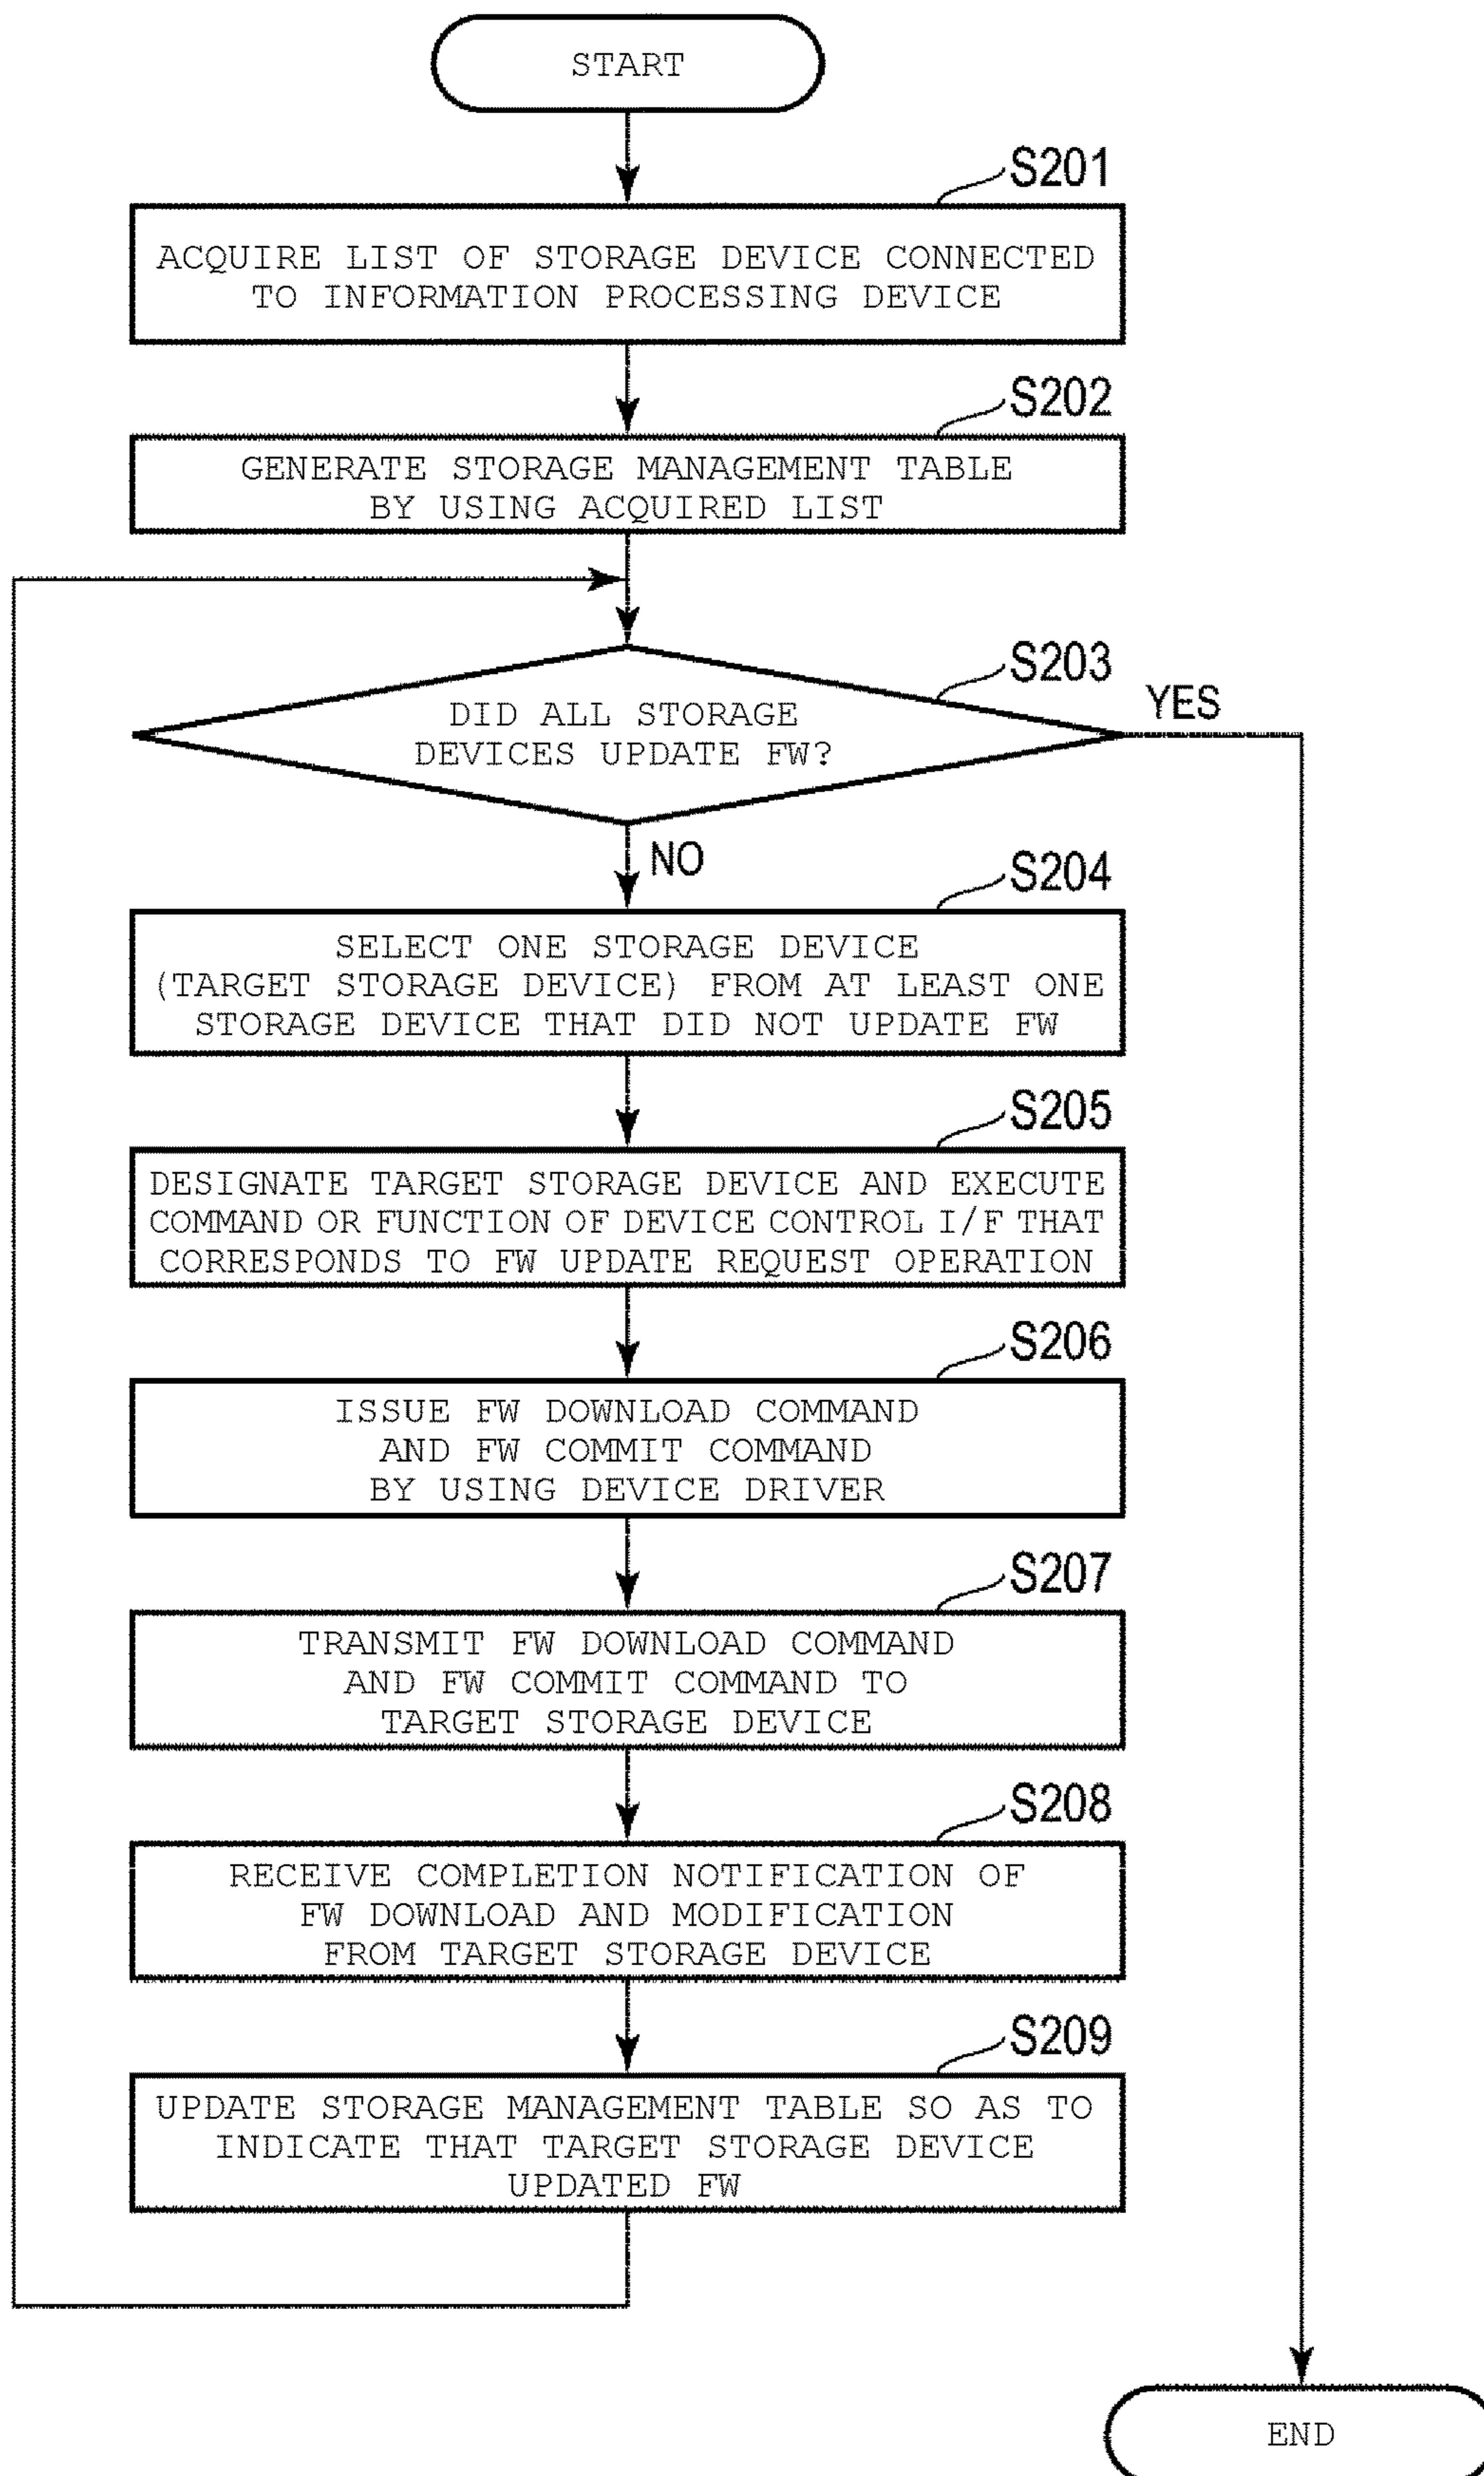 START
S201
ACQUIRE LIST OF STORAGE DEVICE CONNECTED
TO INFORMATION PROCESSING DEVICE
S202
GENERATE STORAGE MANAGEMENT TABLE
BY USING ACQUIRED LIST
S203
DID ALL STORAGE
DEVICES UPDATE FW?
YES
NO
S204
SELECT ONE STORAGE DEVICE
(TARGET STORAGE DEVICE) FROM AT LEAST ONE
STORAGE DEVICE THAT DID NOT UPDATE FW
S205
DESIGNATE TARGET STORAGE DEVICE AND EXECUTE
COMMAND OR FUNCTION OF DEVICE CONTROL I/F THAT
CORRESPONDS TO FW UPDATE REQUEST OPERATION
S206
ISSUE FW DOWNLOAD COMMAND
AND FW COMMIT COMMAND
BY USING DEVICE DRIVER
S207
TRANSMIT FW DOWNLOAD COMMAND
AND FW COMMIT COMMAND TO
TARGET STORAGE DEVICE
S208
RECEIVE COMPLETION NOTIFICATION OF
FW DOWNLOAD AND MODIFICATION
FROM TARGET STORAGE DEVICE
S209
UPDATE STORAGE MANAGEMENT TABLE SO AS TO
INDICATE THAT TARGET STORAGE DEVICE
UPDATED FW
END